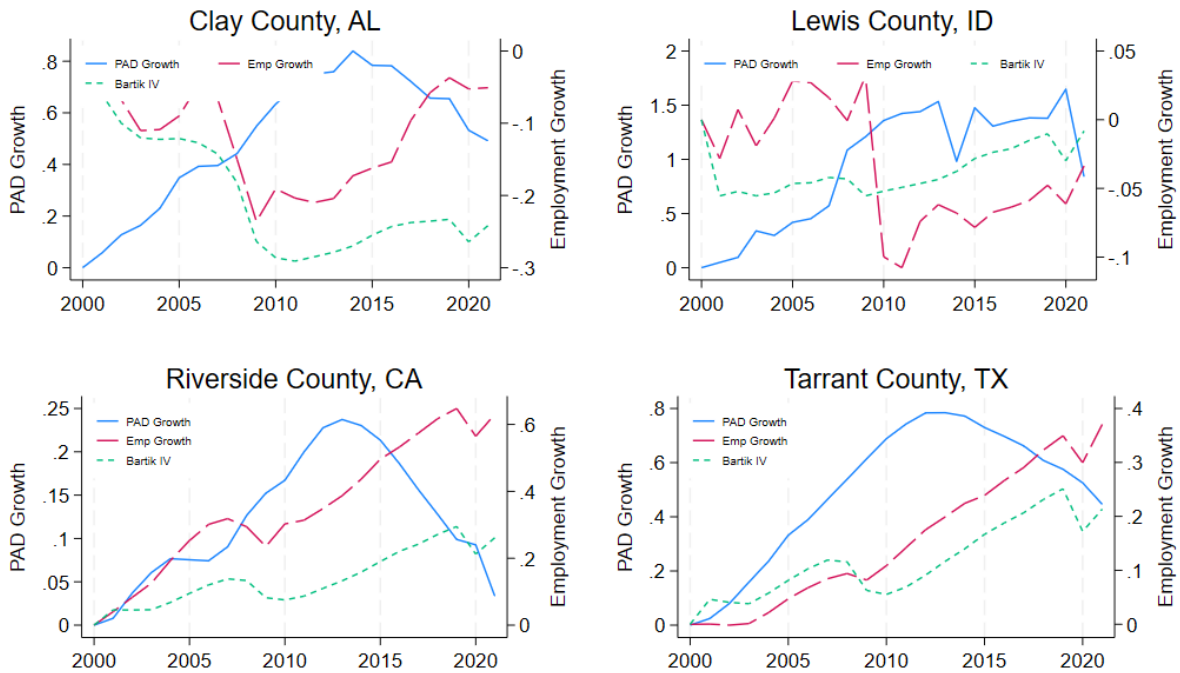 Clay County, AL
PAD Growth
Employment Growth
PAD Growth Emp Growth
Bartik IV
.8
.6
.4
.2
0
0
-.1
-.2
-.3
2000 2005 2010 2015 2020
Lewis County, ID
PAD Growth
Employment Growth
PAD Growth Emp Growth Bartik IV
2
1.5
1
.5
0
.05
0
-.05
-.1
2000 2005 2010 2015 2020
Riverside County, CA
PAD Growth
Employment Growth
PAD Growth
Emp Growth
Bartik IV
.25
.2
.15
.1
.05
0
.6
.4
.2
0
2000 2005 2010 2015 2020
Tarrant County, TX
PAD Growth
Employment Growth
PAD Growth
Emp Growth
Bartik IV
.8
.6
.4
.2
0
.4
.3
.2
.1
0
2000 2005 2010 2015 2020